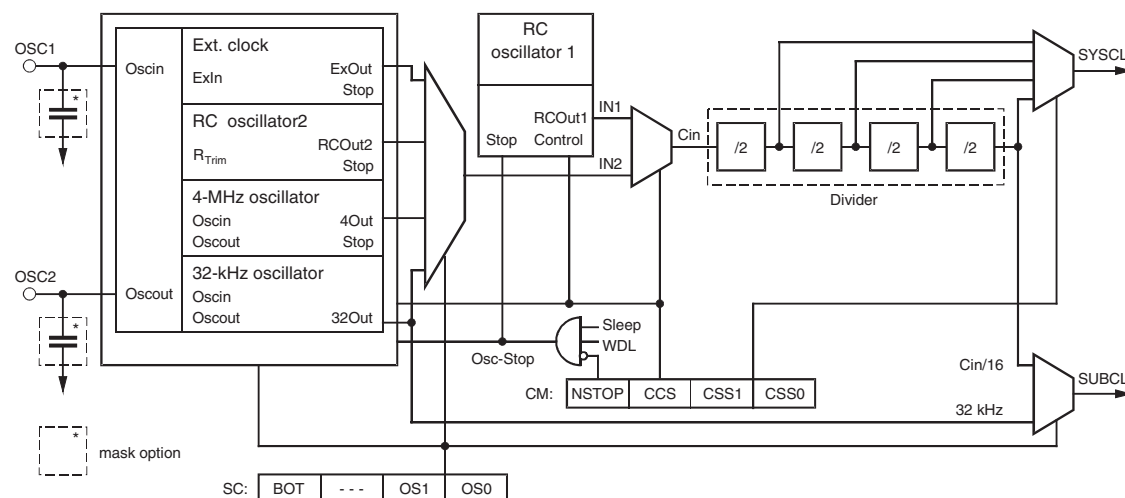 OSC1
Oscin
Ext. clock
ExIn
ExOut
Stop
RC oscillator2
RTrim
RCOut2
Stop
4-MHz oscillator
Oscin
4Out
Oscout
Stop
OSC2
Oscout
32-kHz oscillator
Oscin
Oscout
32Out
*
*
RC
oscillator 1
RCOut1
Stop
Control
IN1
IN2
Cin
/2
/2
/2
/2
Divider
SYSCL
Osc-Stop
Sleep
WDL
CM:
NSTOP
CCS
CSS1
CSS0
Cin/16
32 kHz
SUBCL
*
mask option
SC:
BOT
- - -
OS1
OS0